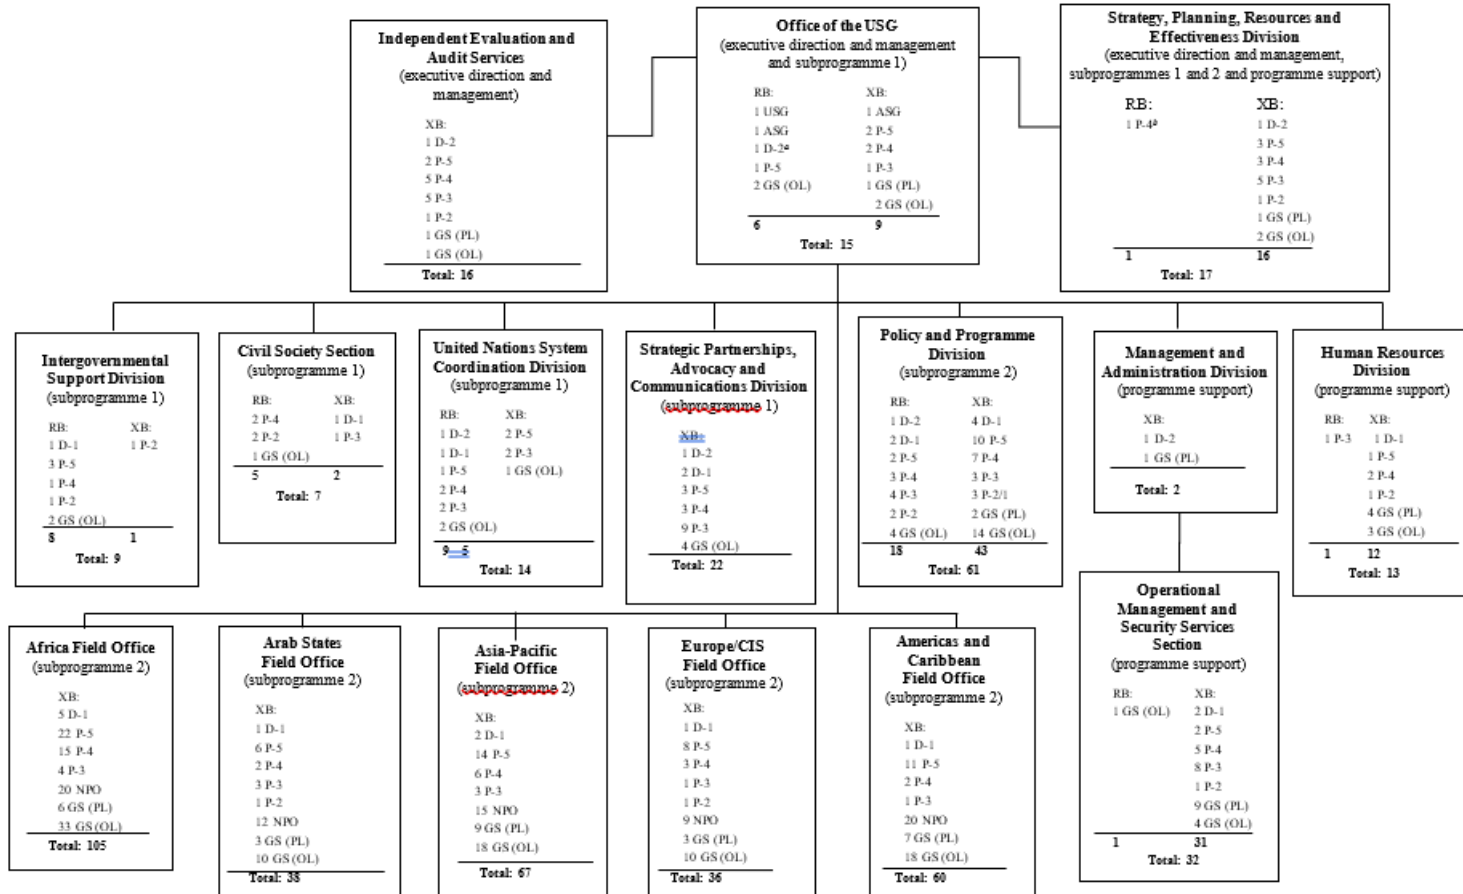 Independent Evaluation and
Audit Services
(executive direction and
management)
XB:
1 D-2
2 P-5
5 P-4
5 P-3
1 P-2
1 GS (PL)
1 GS (OL)
Total: 16
Office of the USG
(executive direction and management
and subprogramme 1)
RB: XB:
1 USG 1 ASG
1 ASG 2 P-5
1 D-2ª 2 P-4
1 P-5 1 P-3
2 GS (OL) 1 GS (PL)
2 GS (OL)
6 9
Total: 15
Strategy, Planning, Resources and
Effectiveness Division
(executive direction and management,
subprogrammes 1 and 2 and programme support)
RB: XB:
1 P-4ª 1 D-2
3 P-5
3 P-4
5 P-3
1 P-2
1 GS (PL)
2 GS (OL)
1 16
Total: 17
Intergovernmental
Support Division
(subprogramme 1)
RB: XB:
1 D-1 1 P-2
3 P-5
1 P-4
1 P-2
2 GS (OL)
8 1
Total: 9
Civil Society Section
(subprogramme 1)
RB: XB:
2 P-4 1 D-1
2 P-2 1 P-3
1 GS (OL)
5 2
Total: 7
United Nations System
Coordination Division
(subprogramme 1)
RB: XB:
1 D-2 2 P-5
1 D-1 2 P-3
1 P-5 1 GS (OL)
2 P-4
2 P-3
2 GS (OL)
9 5
Total: 14
Strategic Partnerships,
Advocacy and
Communications Division
(subprogramme 1)
XB:
1 D-2
2 D-1
3 P-5
3 P-4
9 P-3
4 GS (OL)
Total: 22
Policy and Programme
Division
(subprogramme 2)
RB: XB:
1 D-2 4 D-1
2 D-1 10 P-5
2 P-5 7 P-4
3 P-4 3 P-3
4 P-3 3 P-2/1
2 P-2 2 GS (PL)
4 GS (OL) 14 GS (OL)
18 43
Total: 61
Management and
Administration Division
(programme support)
XB:
1 D-2
1 GS (PL)
Total: 2
Human Resources
Division
(programme support)
RB: XB:
1 P-3 1 D-1
1 P-5
2 P-4
1 P-2
4 GS (PL)
3 GS (OL)
1 12
Total: 13
Operational
Management and
Security Services
Section
(programme support)
RB: XB:
1 GS (OL) 2 D-1
2 P-5
5 P-4
8 P-3
1 P-2
9 GS (PL)
4 GS (OL)
1 31
Total: 32
Africa Field Office
(subprogramme 2)
XB:
5 D-1
22 P-5
15 P-4
4 P-3
20 NPO
6 GS (PL)
33 GS (OL)
Total: 105
Arab States
Field Office
(subprogramme 2)
XB:
1 D-1
6 P-5
2 P-4
3 P-3
1 P-2
12 NPO
3 GS (PL)
10 GS (OL)
Total: 38
Asia-Pacific
Field Office
(subprogramme 2)
XB:
2 D-1
14 P-5
6 P-4
3 P-3
15 NPO
9 GS (PL)
18 GS (OL)
Total: 67
Europe/CIS
Field Office
(subprogramme 2)
XB:
1 D-1
8 P-5
3 P-4
1 P-3
1 P-2
9 NPO
3 GS (PL)
10 GS (OL)
Total: 36
Americas and
Caribbean
Field Office
(subprogramme 2)
XB:
1 D-1
11 P-5
2 P-4
1 P-3
20 NPO
7 GS (PL)
18 GS (OL)
Total: 60